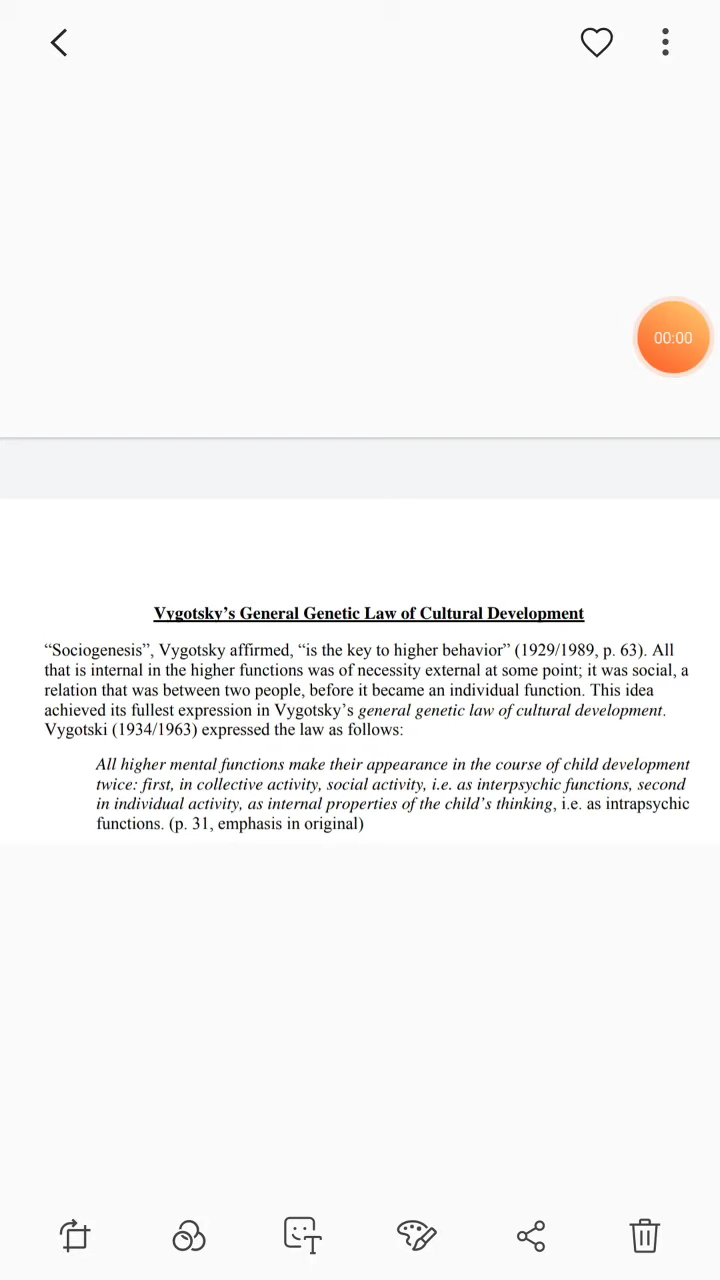 00:00
Vygotsky’s General Genetic Law of Cultural Development
“Sociogenesis”, Vygotsky affirmed, “is the key to higher behavior” (1929/1989, p. 63). All
that is internal in the higher functions was of necessity external at some point; it was social, a
relation that was between two people, before it became an individual function. This idea
achieved its fullest expression in Vygotsky’s general genetic law of cultural development.
Vygotski (1934/1963) expressed the law as follows:
All higher mental functions make their appearance in the course of child development
twice: first, in collective activity, social activity, i.e. as interpsychic functions, second
in individual activity, as internal properties of the child’s thinking, i.e. as intrapsychic
functions. (p. 31, emphasis in original)
T